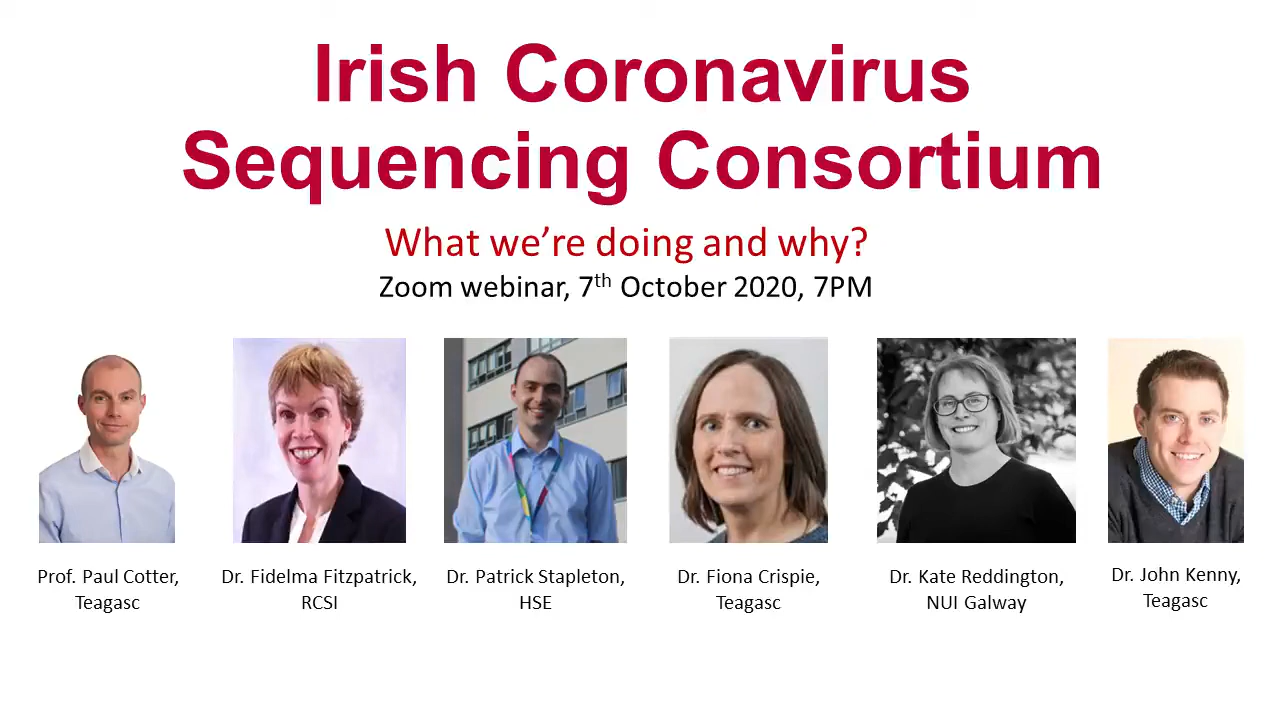 Irish Coronavirus
Sequencing Consortium
What we're doing and why?
Zoom webinar, 7th October 2020, 7PM
Prof. Paul Cotter,
Teagasc
Dr. Fidelma Fitzpatrick,
RCSI
Dr. Patrick Stapleton,
HSE
Dr. Fiona Crispie,
Teagasc
Dr. Kate Reddington,
NUI Galway
Dr. John Kenny,
Teagasc